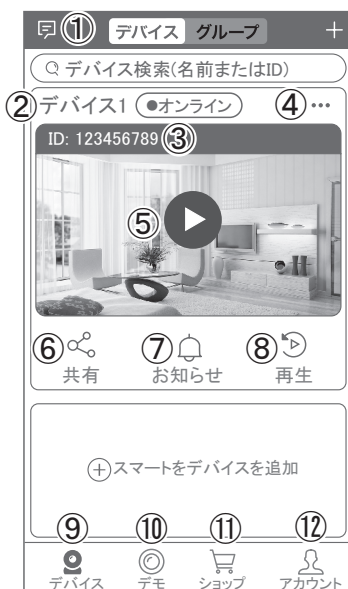 ① デバイス グループ +
デバイス検索(名前またはID)
② デバイス1 ●オンライン ④ •••
ID: 123456789 ③
⑤
⑥ ⑦ ⑧
共有 お知らせ 再生
+スマートをデバイスを追加
⑨ ⑩ ⑪ ⑫
デバイス デモ ショップ アカウント